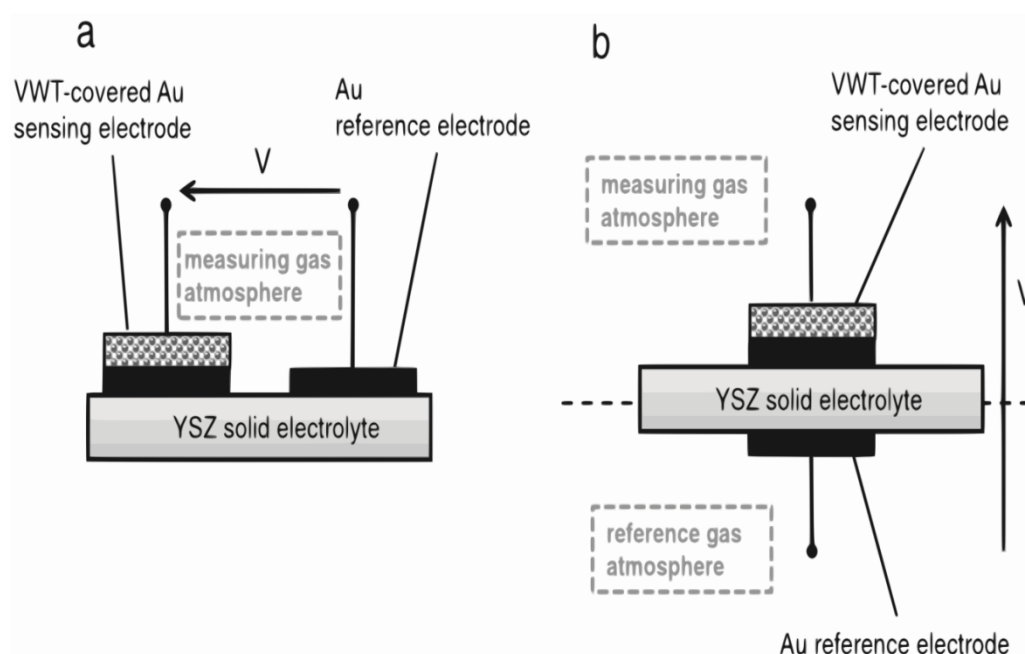 a
VWT-covered Au
sensing electrode
Au
reference electrode
V
measuring gas
atmosphere
YSZ solid electrolyte
b
VWT-covered Au
sensing electrode
measuring gas
atmosphere
V
YSZ solid electrolyte
reference gas
atmosphere
Au reference electrode